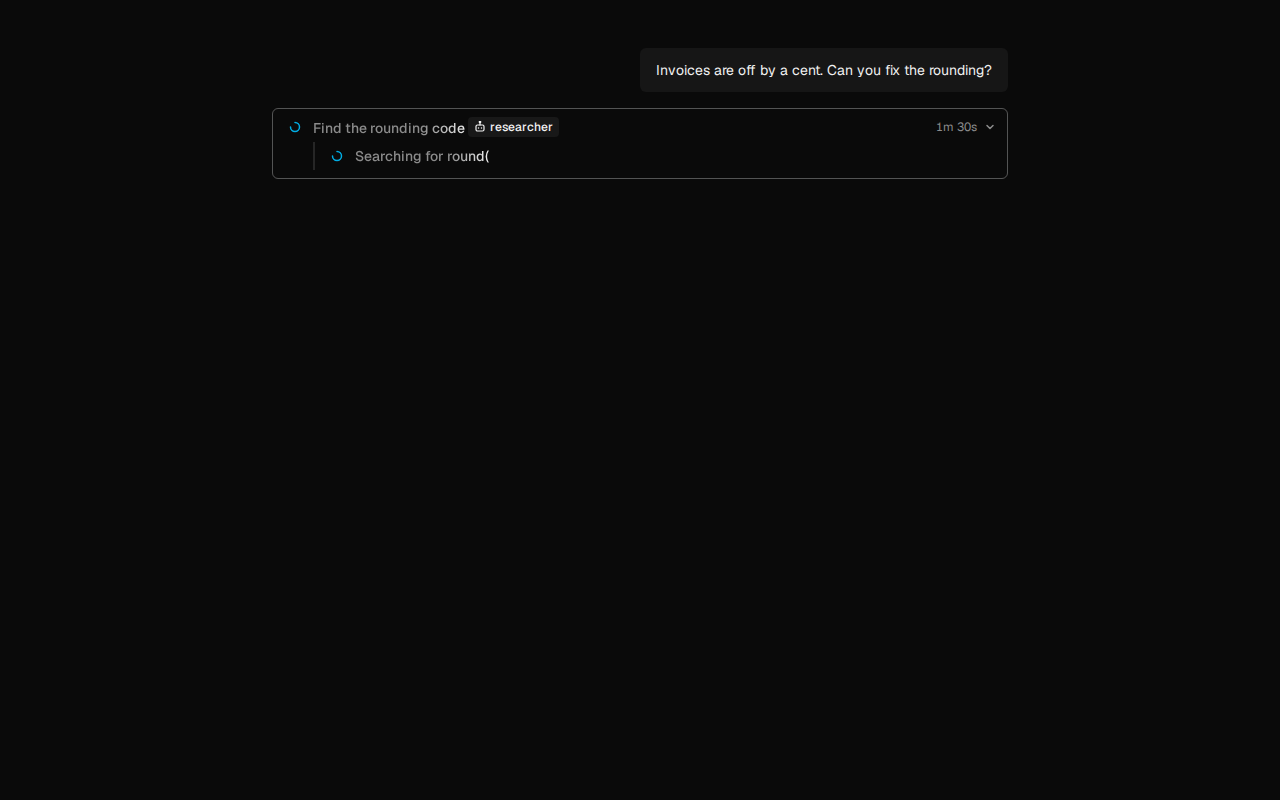 Invoices are off by a cent. Can you fix the rounding?
Find the rounding code researcher 1m 30s
Searching for round(